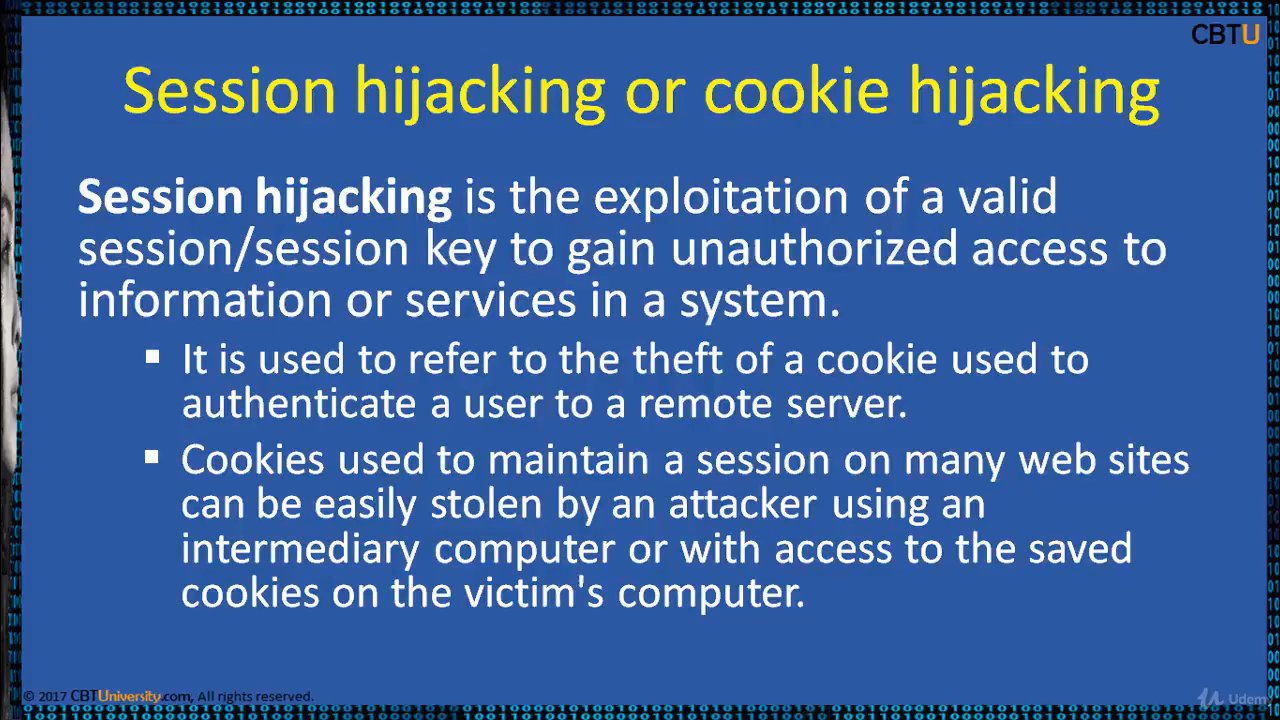 CBTU
Session hijacking or cookie hijacking
Session hijacking is the exploitation of a valid
session/session key to gain unauthorized access to
information or services in a system.
▪ It is used to refer to the theft of a cookie used to
authenticate a user to a remote server.
▪ Cookies used to maintain a session on many web sites
can be easily stolen by an attacker using an
intermediary computer or with access to the saved
cookies on the victim's computer.
© 2017 CBTUniversity.com, All rights reserved.
Udemy